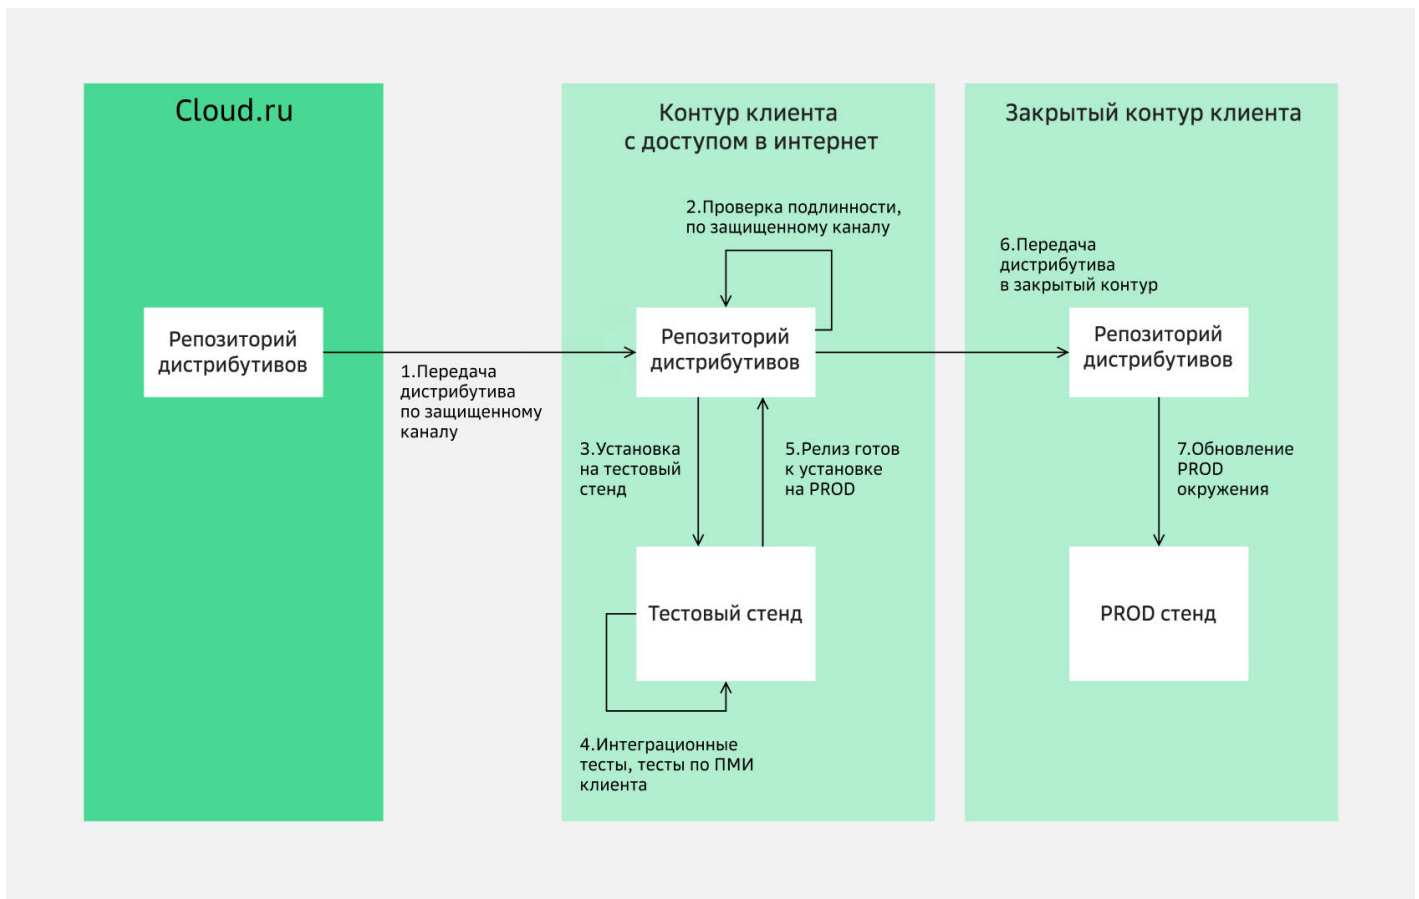 Cloud.ru
Контур клиента
с доступом в интернет
Закрытый контур клиента
Репозиторий
дистрибутивов
1.Передача
дистрибутива
по защищенному
каналу
2.Проверка подлинности,
по защищенному каналу
Репозиторий
дистрибутивов
3.Установка
на тестовый
стенд
5.Релиз готов
к установке
на PROD
Тестовый стенд
4.Интеграционные
тесты, тесты по ПМИ
клиента
6.Передача
дистрибутива
в закрытый контур
Репозиторий
дистрибутивов
7.Обновление
PROD
окружения
PROD стенд